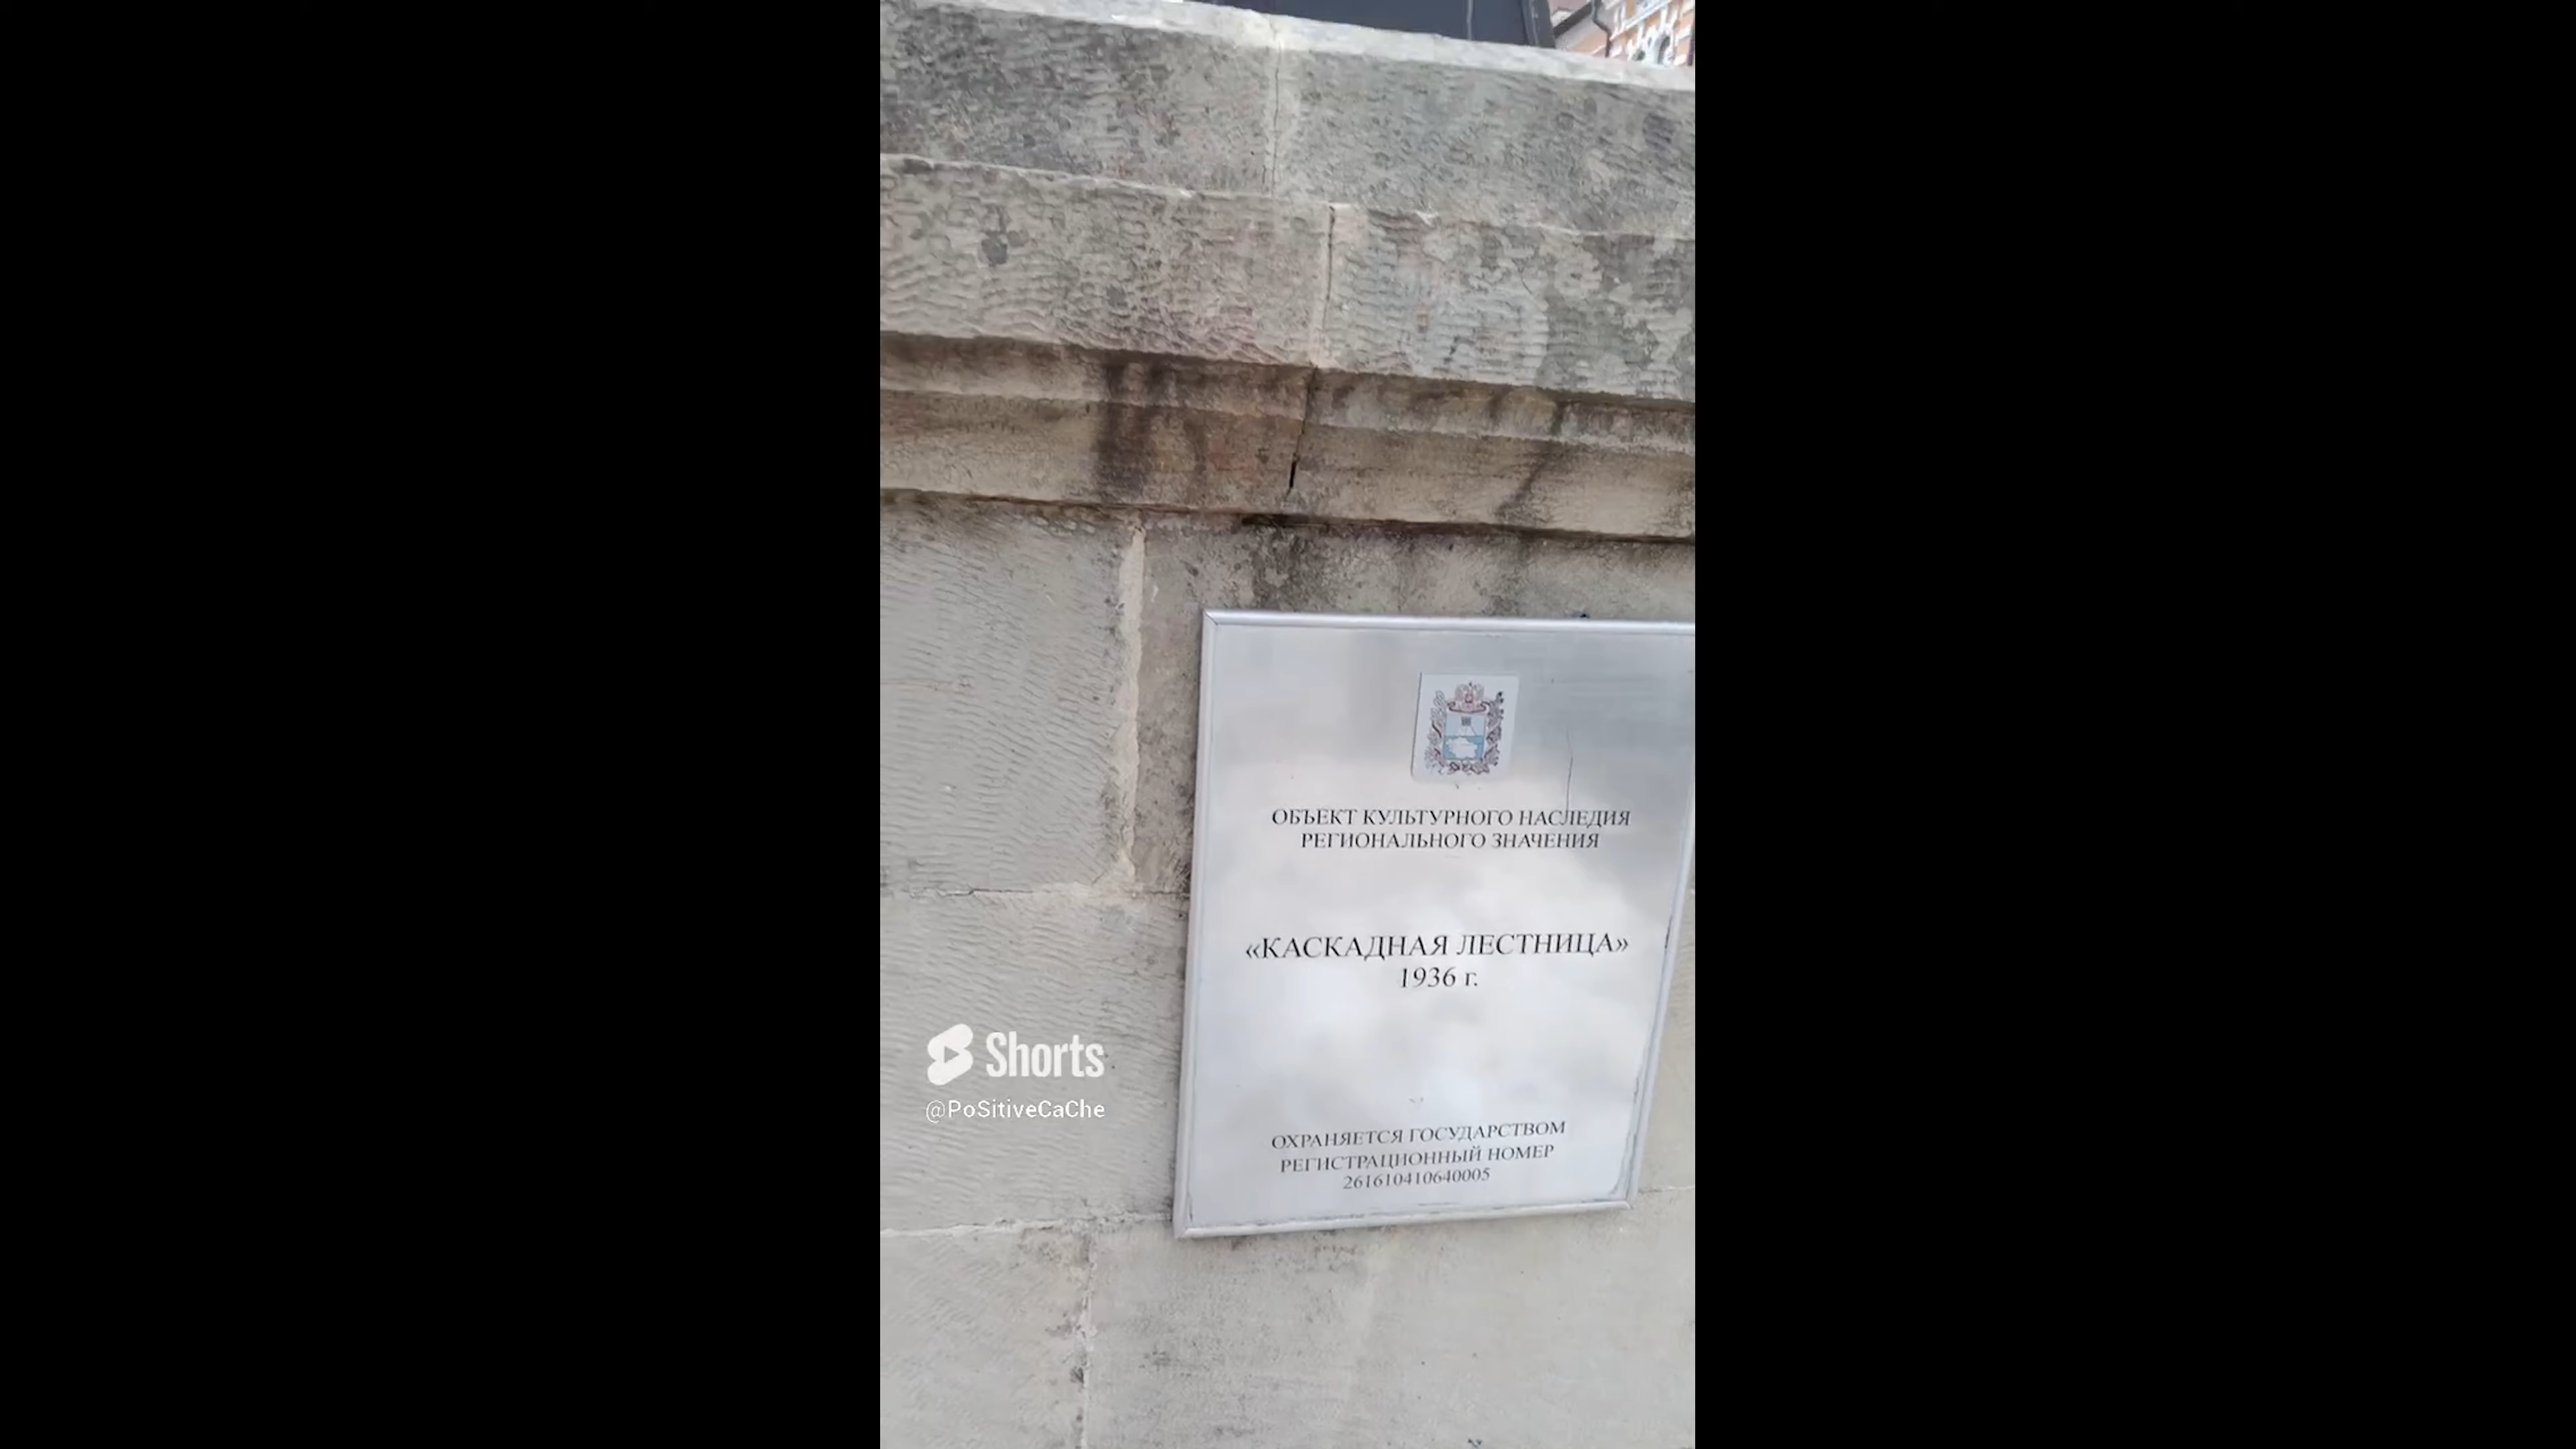 ОБЪЕКТ КУЛЬТУРНОГО НАСЛЕДИЯ
РЕГИОНАЛЬНОГО ЗНАЧЕНИЯ
«КАСКАДНАЯ ЛЕСТНИЦА»
1936 г.
Shorts
@PoSitiveCaChe
ОХРАНЯЕТСЯ ГОСУДАРСТВОМ
РЕГИСТРАЦИОННЫЙ НОМЕР
261610410640005